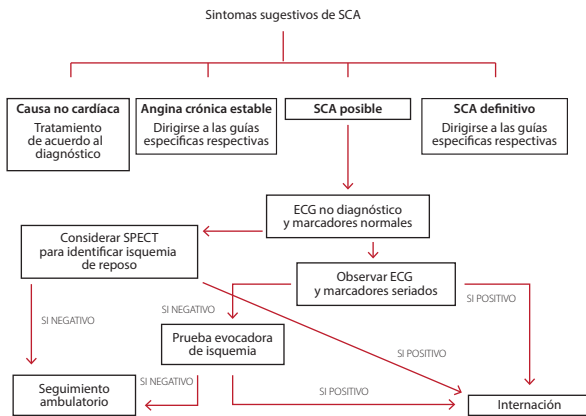 Sintomas sugestivos de SCA
Causa no cardíaca
Tratamiento
de acuerdo al
diagnóstico
Angina crónica estable
Dirigirse a las guías
especificas respectivas
SCA posible
SCA definitivo
Dirigirse a las guías
especificas respectivas
ECG no diagnóstico
y marcadores normales
Considerar SPECT
para identificar isquemia
de reposo
Observar ECG
y marcadores seriados
SI NEGATIVO
SI NEGATIVO
SI POSITIVO
Prueba evocadora
de isquemia
SI POSITIVO
SI NEGATIVO
SI POSITIVO
Seguimiento
ambulatorio
Internación